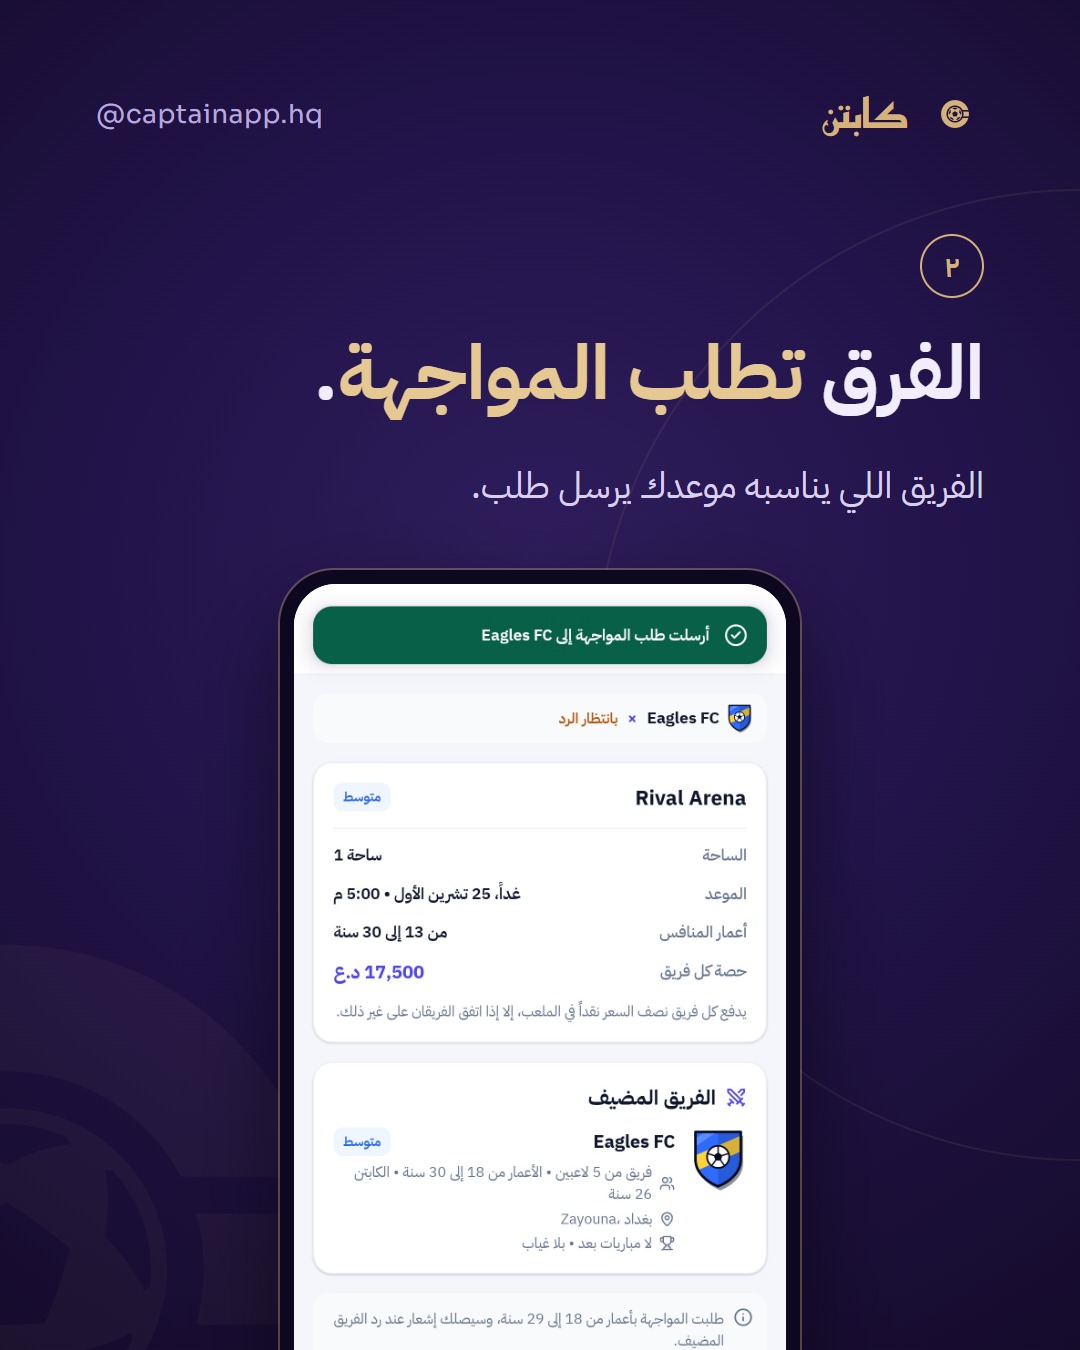 كابتن
@captainapp.hq
٢
الفرق تطلب المواجهة.
الفريق اللي يناسبه موعدك يرسل طلب.
أرسلت طلب المواجهة إلى Eagles FC
Eagles FC × بانتظار الرد
Rival Arena متوسط
الساحة ساحة 1
الموعد غداً، 25 تشرين الأول • 5:00 م
أعمار المنافس من 13 إلى 30 سنة
حصة كل فريق 17,500 د.ع
يدفع كل فريق نصف السعر نقداً في الملعب، إلا إذا اتفق الفريقان على غير ذلك.
الفريق المضيف
Eagles FC متوسط
فريق من 5 لاعبين • الأعمار من 18 إلى 30 سنة • الكابتن
26 سنة
بغداد، Zayouna
لا مباريات بعد • بلا غياب
طلبت المواجهة بأعمار من 18 إلى 29 سنة، وسيصلك إشعار عند رد الفريق
المضيف.